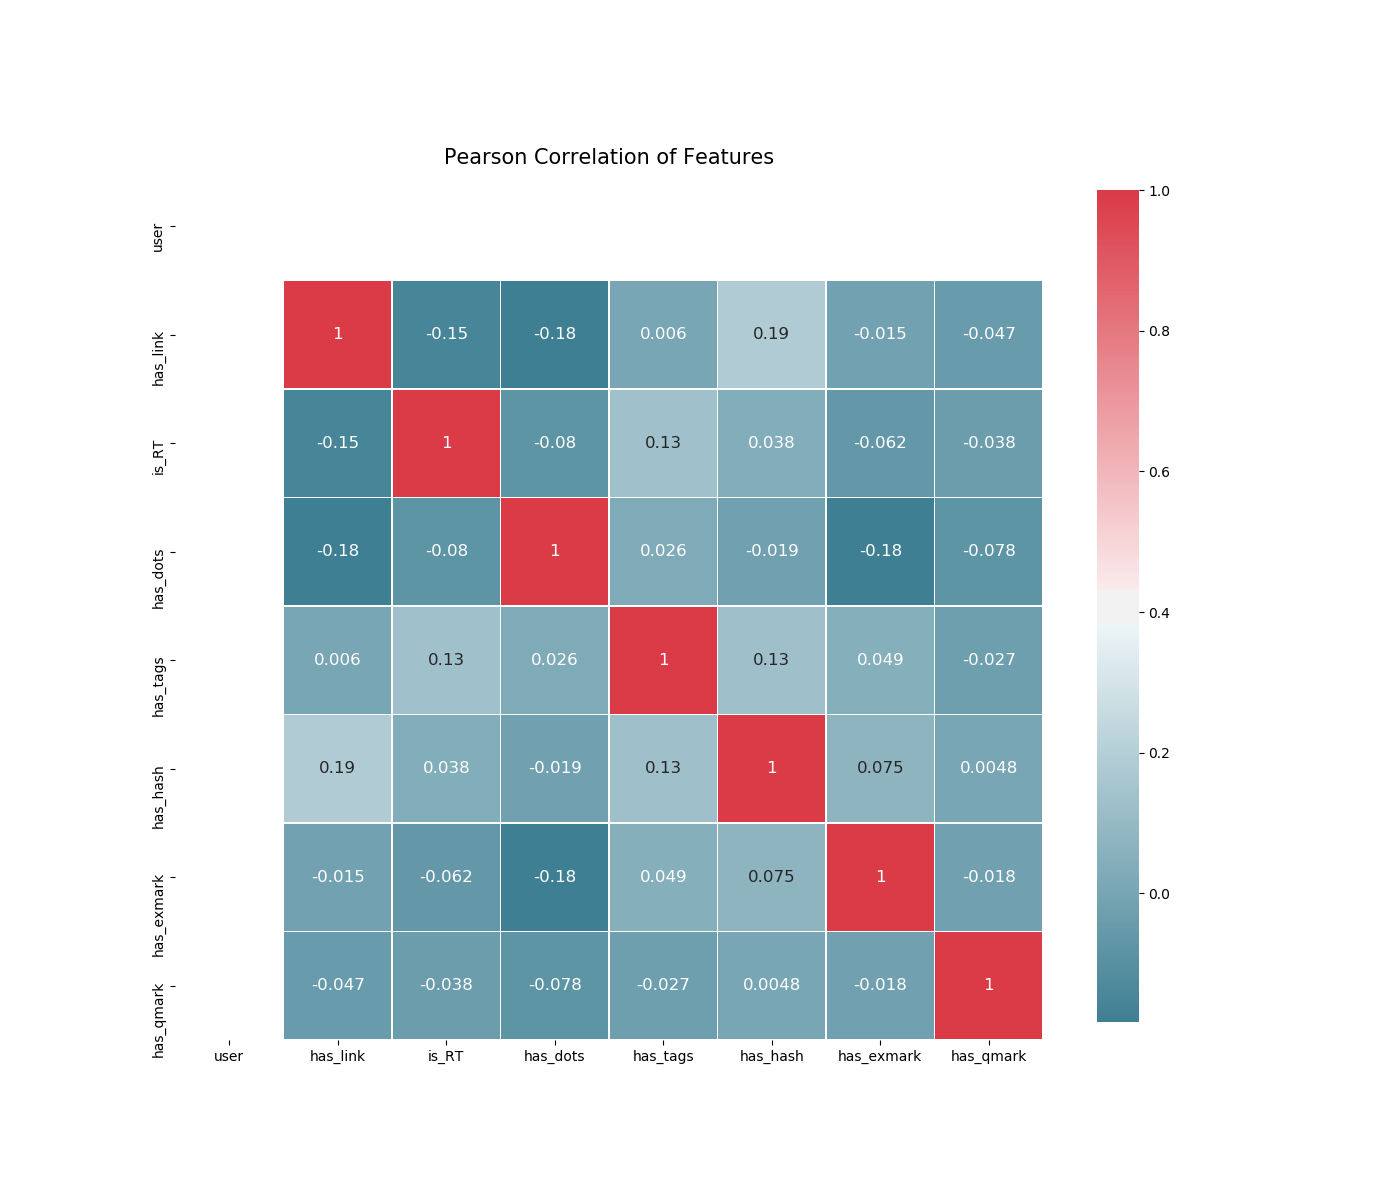 Pearson Correlation of Features
user
has_link 1 -0.15 -0.18 0.006 0.19 -0.015 -0.047
is_RT -0.15 1 -0.08 0.13 0.038 -0.062 -0.038
has_dots -0.18 -0.08 1 0.026 -0.019 -0.18 -0.078
has_tags 0.006 0.13 0.026 1 0.13 0.049 -0.027
has_hash 0.19 0.038 -0.019 0.13 1 0.075 0.0048
has_exmark -0.015 -0.062 -0.18 0.049 0.075 1 -0.018
has_qmark -0.047 -0.038 -0.078 -0.027 0.0048 -0.018 1
user has_link is_RT has_dots has_tags has_hash has_exmark has_qmark
1.0
0.8
0.6
0.4
0.2
0.0